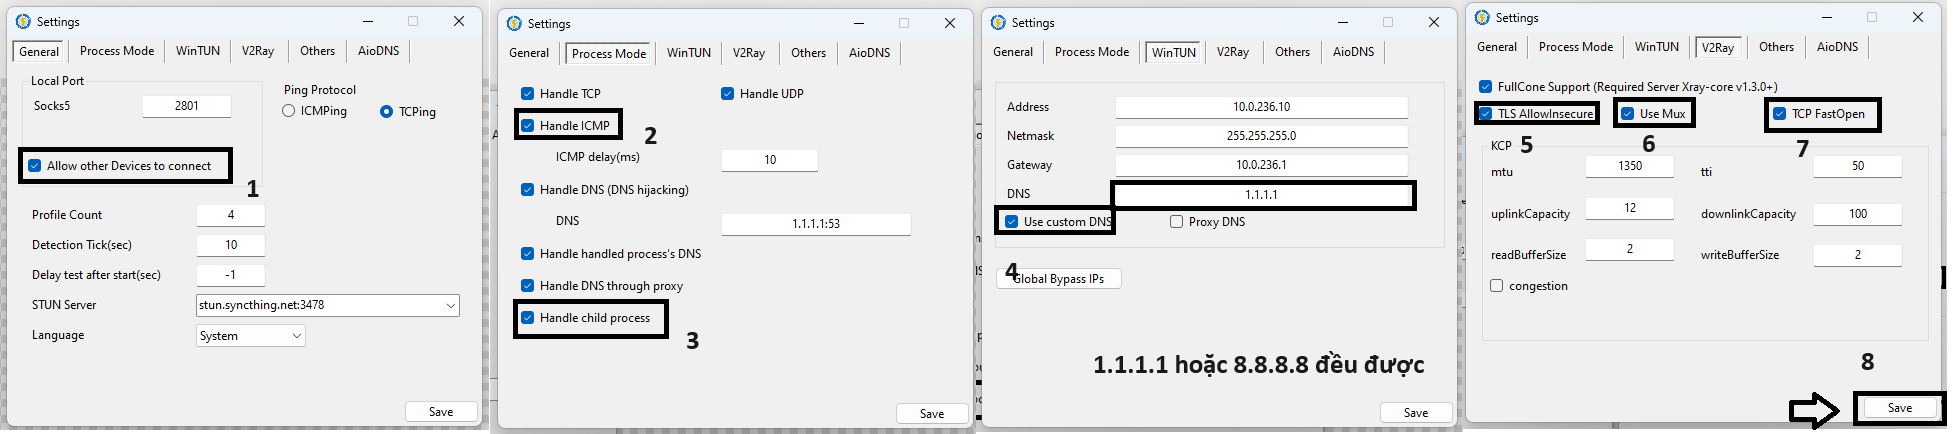 Settings
General Process Mode WinTUN V2Ray Others AioDNS
Local Port
Socks5 2801
Ping Protocol
ICMPing TCPing
Allow other Devices to connect
1
Profile Count 4
Detection Tick(sec) 10
Delay test after start(sec) -1
STUN Server stun.syncthing.net:3478
Language System
Save
Settings
General Process Mode WinTUN V2Ray Others AioDNS
Handle TCP Handle UDP
Handle ICMP
2
ICMP delay(ms) 10
Handle DNS (DNS hijacking)
DNS 1.1.1.1:53
Handle handled process's DNS
Handle DNS through proxy
Handle child process
3
Save
Settings
General Process Mode WinTUN V2Ray Others AioDNS
Address 10.0.236.10
Netmask 255.255.255.0
Gateway 10.0.236.1
DNS 1.1.1.1
Use custom DNS Proxy DNS
4
Global Bypass IPs
1.1.1.1 hoặc 8.8.8.8 đều được
Save
Settings
General Process Mode WinTUN V2Ray Others AioDNS
FullCone Support (Required Server Xray-core v1.3.0+)
TLS AllowInsecure Use Mux TCP FastOpen
5 6 7
KCP
mtu 1350 tti 50
uplinkCapacity 12 downlinkCapacity 100
readBufferSize 2 writeBufferSize 2
congestion
8
Save